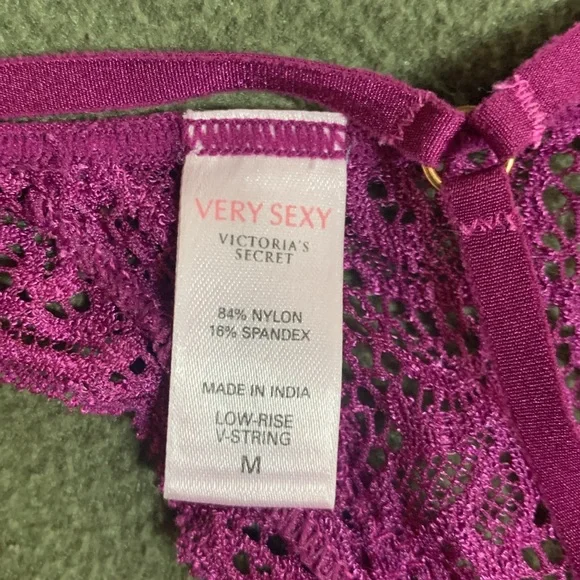 VERY SEXY
VICTORIA'S
SECRET
84% NYLON
16% SPANDEX
MADE IN INDIA
LOW-RISE
V-STRING
M